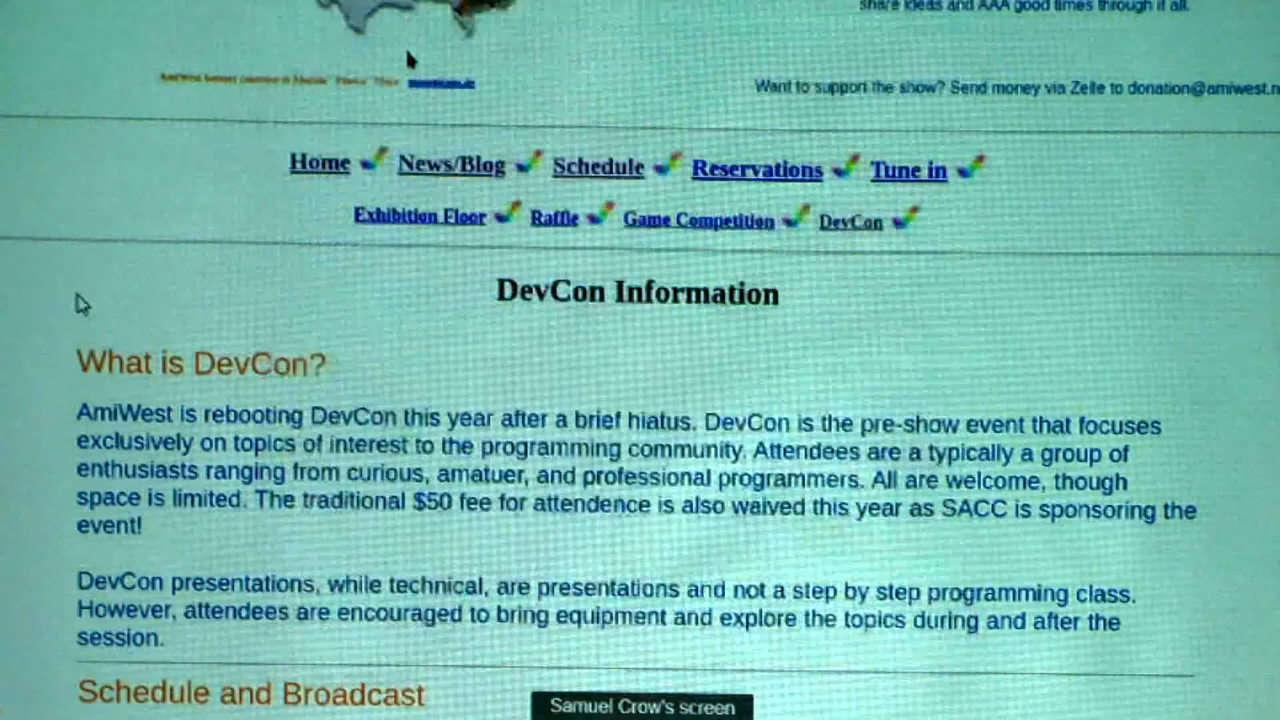 share ideas and AAA good times through it all.
Want to support the show? Send money via Zelle to donation@amiwest.n
Home News/Blog Schedule Reservations Tune in
Exhibition Floor Raffle Game Competition DevCon
DevCon Information
What is DevCon?
AmiWest is rebooting DevCon this year after a brief hiatus. DevCon is the pre-show event that focuses
exclusively on topics of interest to the programming community. Attendees are a typically a group of
enthusiasts ranging from curious, amatuer, and professional programmers. All are welcome, though
space is limited. The traditional $50 fee for attendence is also waived this year as SACC is sponsoring the
event!
DevCon presentations, while technical, are presentations and not a step by step programming class.
However, attendees are encouraged to bring equipment and explore the topics during and after the
session.
Schedule and Broadcast
Samuel Crow's screen